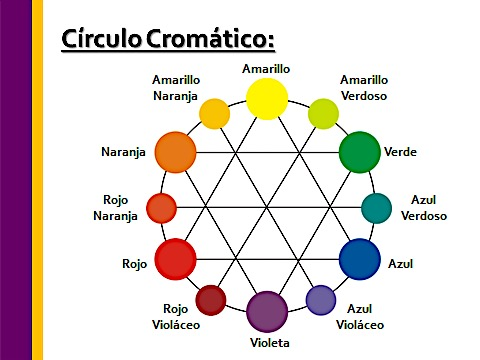 Círculo Cromático:
Amarillo
Amarillo
Naranja
Amarillo
Verdoso
Naranja
Verde
Rojo
Naranja
Azul
Verdoso
Rojo
Azul
Rojo
Violáceo
Azul
Violáceo
Violeta